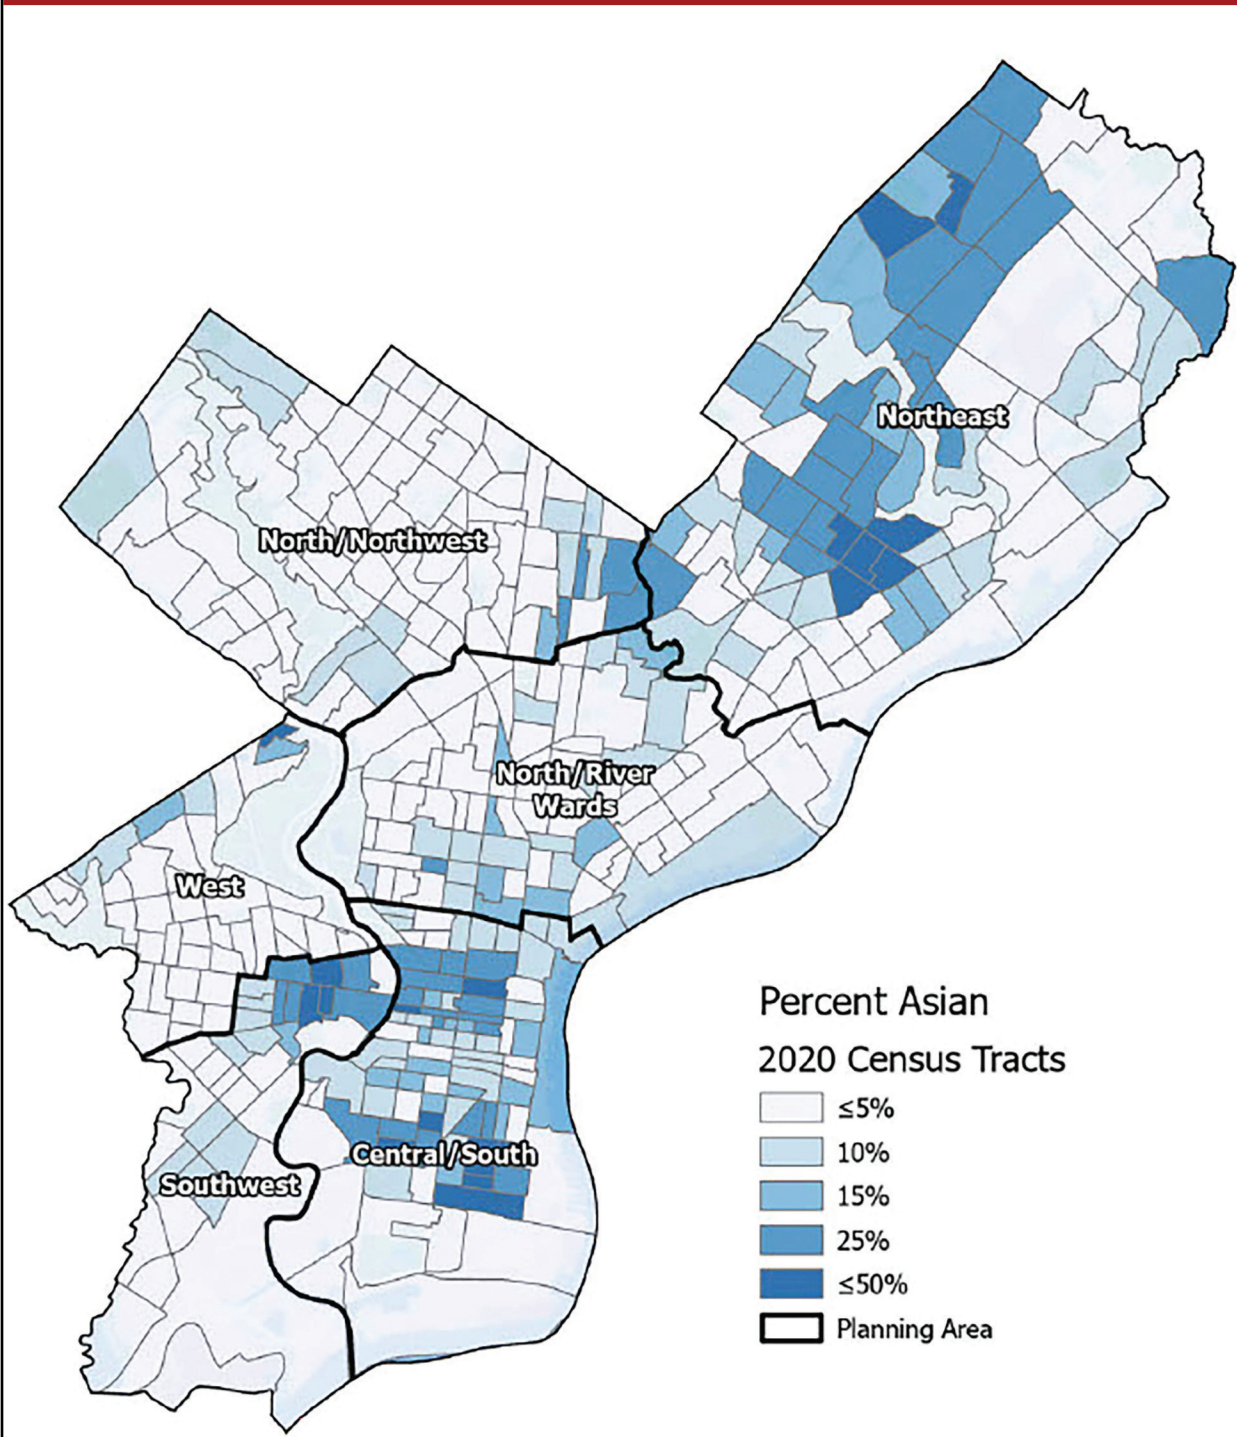 Northeast
North/Northwest
North/River
Wards
West
Central/South
Southwest
Percent Asian
2020 Census Tracts
≤5%
10%
15%
25%
≤50%
Planning Area